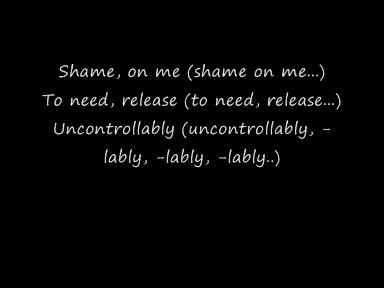 Shame, on me (shame on me...)
To need, release (to need, release...)
Uncontrollably (uncontrollably, -
lably, -lably, -lably..)